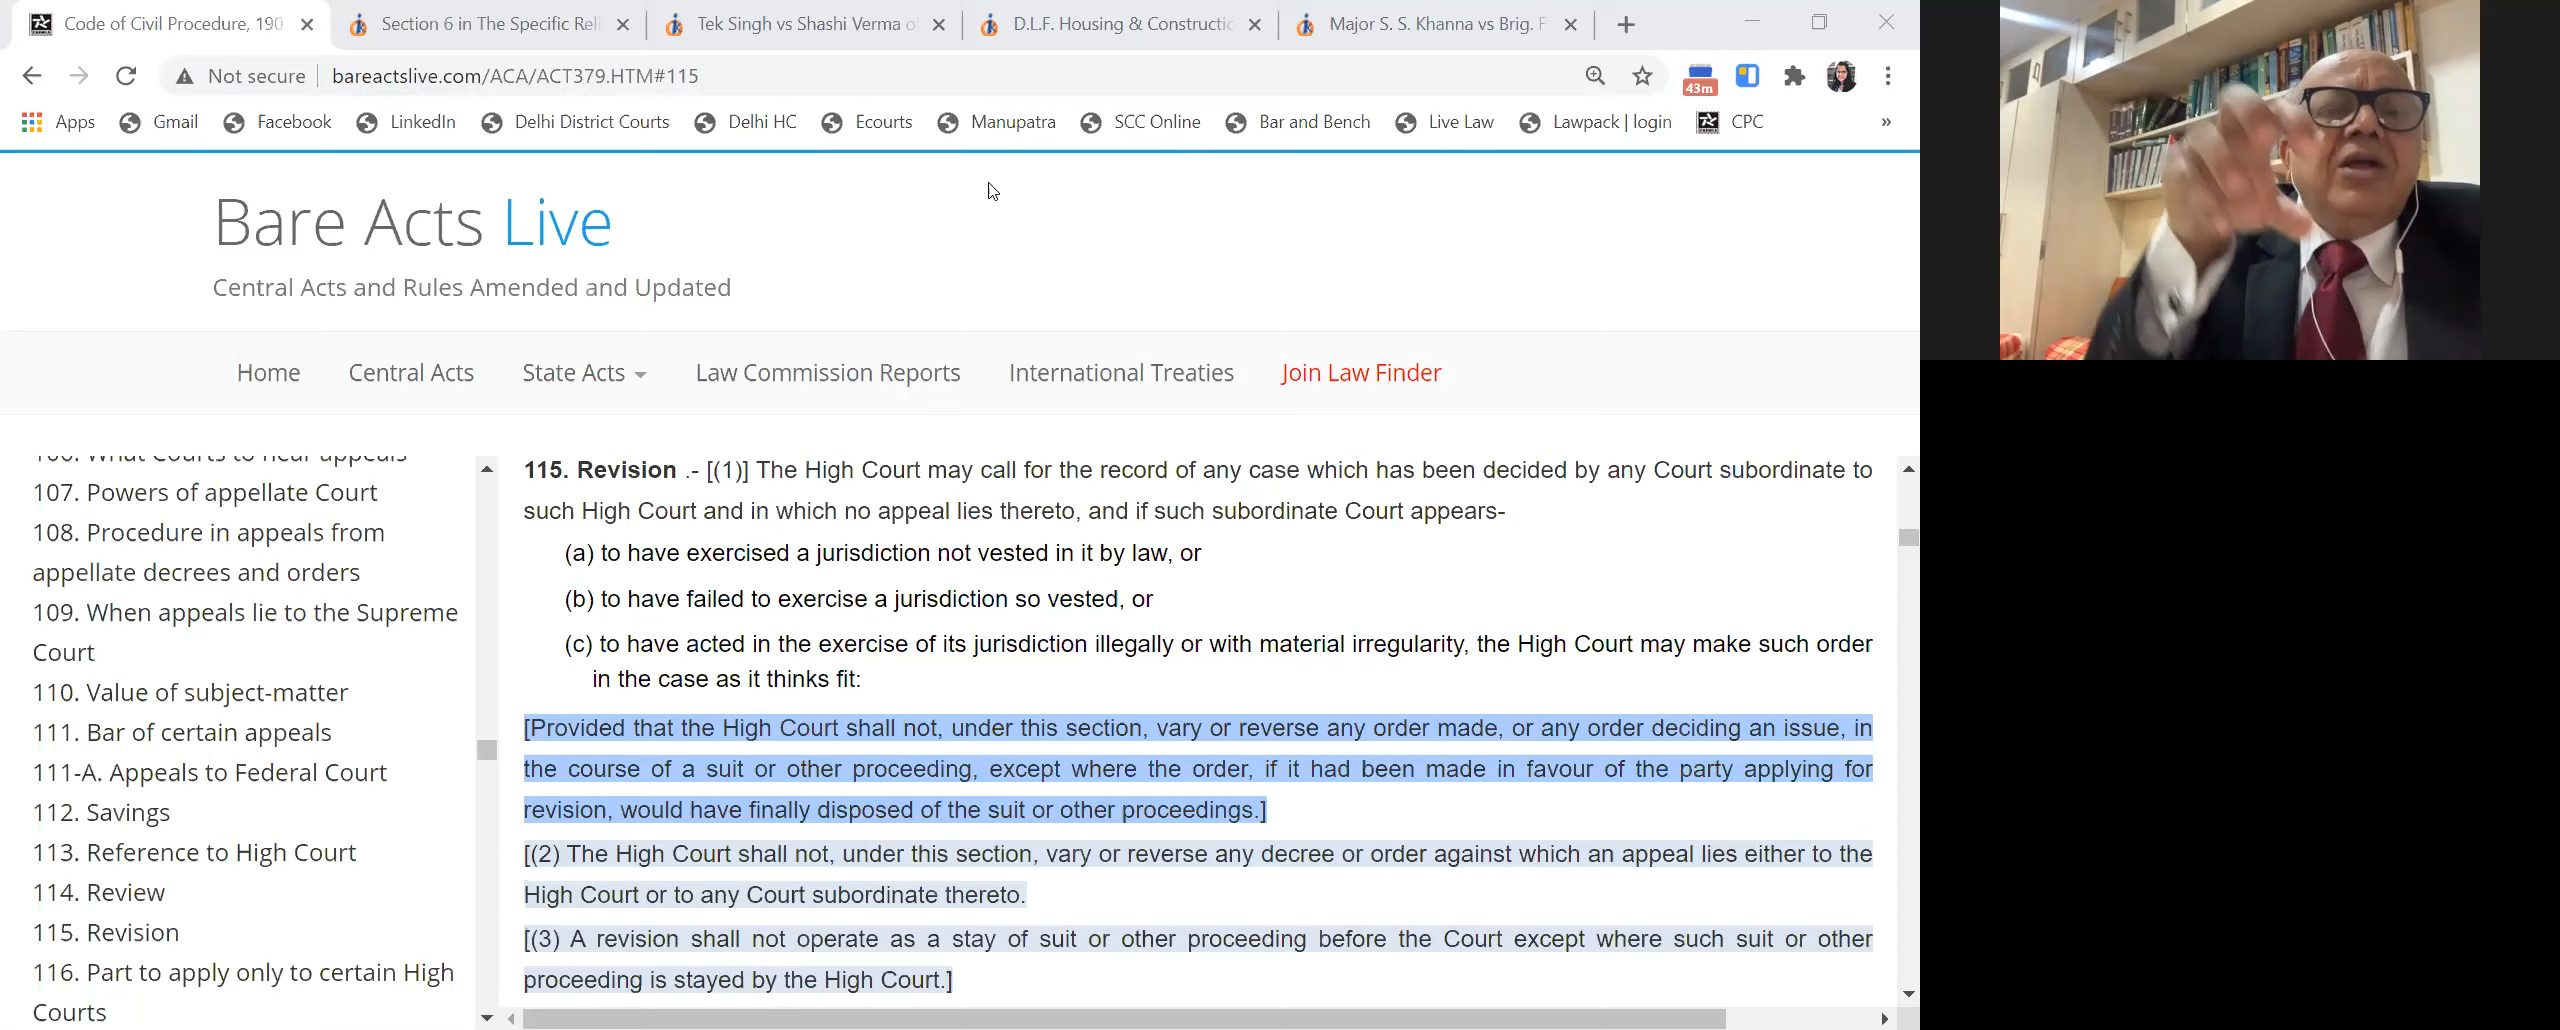 Code of Civil Procedure, 190
Section 6 in The Specific Reli
Tek Singh vs Shashi Verma o
D.L.F. Housing & Constructic
Major S. S. Khanna vs Brig. F
Not secure
bareactslive.com/ACA/ACT379.HTM#115
43m
Apps
Gmail
Facebook
LinkedIn
Delhi District Courts
Delhi HC
Ecourts
Manupatra
SCC Online
Bar and Bench
Live Law
Lawpack | login
CPC
»
Bare Acts Live
Central Acts and Rules Amended and Updated
Home
Central Acts
State Acts
Law Commission Reports
International Treaties
Join Law Finder
106. What Courts to hear appeals
107. Powers of appellate Court
108. Procedure in appeals from
appellate decrees and orders
109. When appeals lie to the Supreme
Court
110. Value of subject-matter
111. Bar of certain appeals
111-A. Appeals to Federal Court
112. Savings
113. Reference to High Court
114. Review
115. Revision
116. Part to apply only to certain High
Courts
115. Revision .- [(1)] The High Court may call for the record of any case which has been decided by any Court subordinate to
such High Court and in which no appeal lies thereto, and if such subordinate Court appears-
(a) to have exercised a jurisdiction not vested in it by law, or
(b) to have failed to exercise a jurisdiction so vested, or
(c) to have acted in the exercise of its jurisdiction illegally or with material irregularity, the High Court may make such order
in the case as it thinks fit:
[Provided that the High Court shall not, under this section, vary or reverse any order made, or any order deciding an issue, in
the course of a suit or other proceeding, except where the order, if it had been made in favour of the party applying for
revision, would have finally disposed of the suit or other proceedings.]
[(2) The High Court shall not, under this section, vary or reverse any decree or order against which an appeal lies either to the
High Court or to any Court subordinate thereto.
[(3) A revision shall not operate as a stay of suit or other proceeding before the Court except where such suit or other
proceeding is stayed by the High Court.]